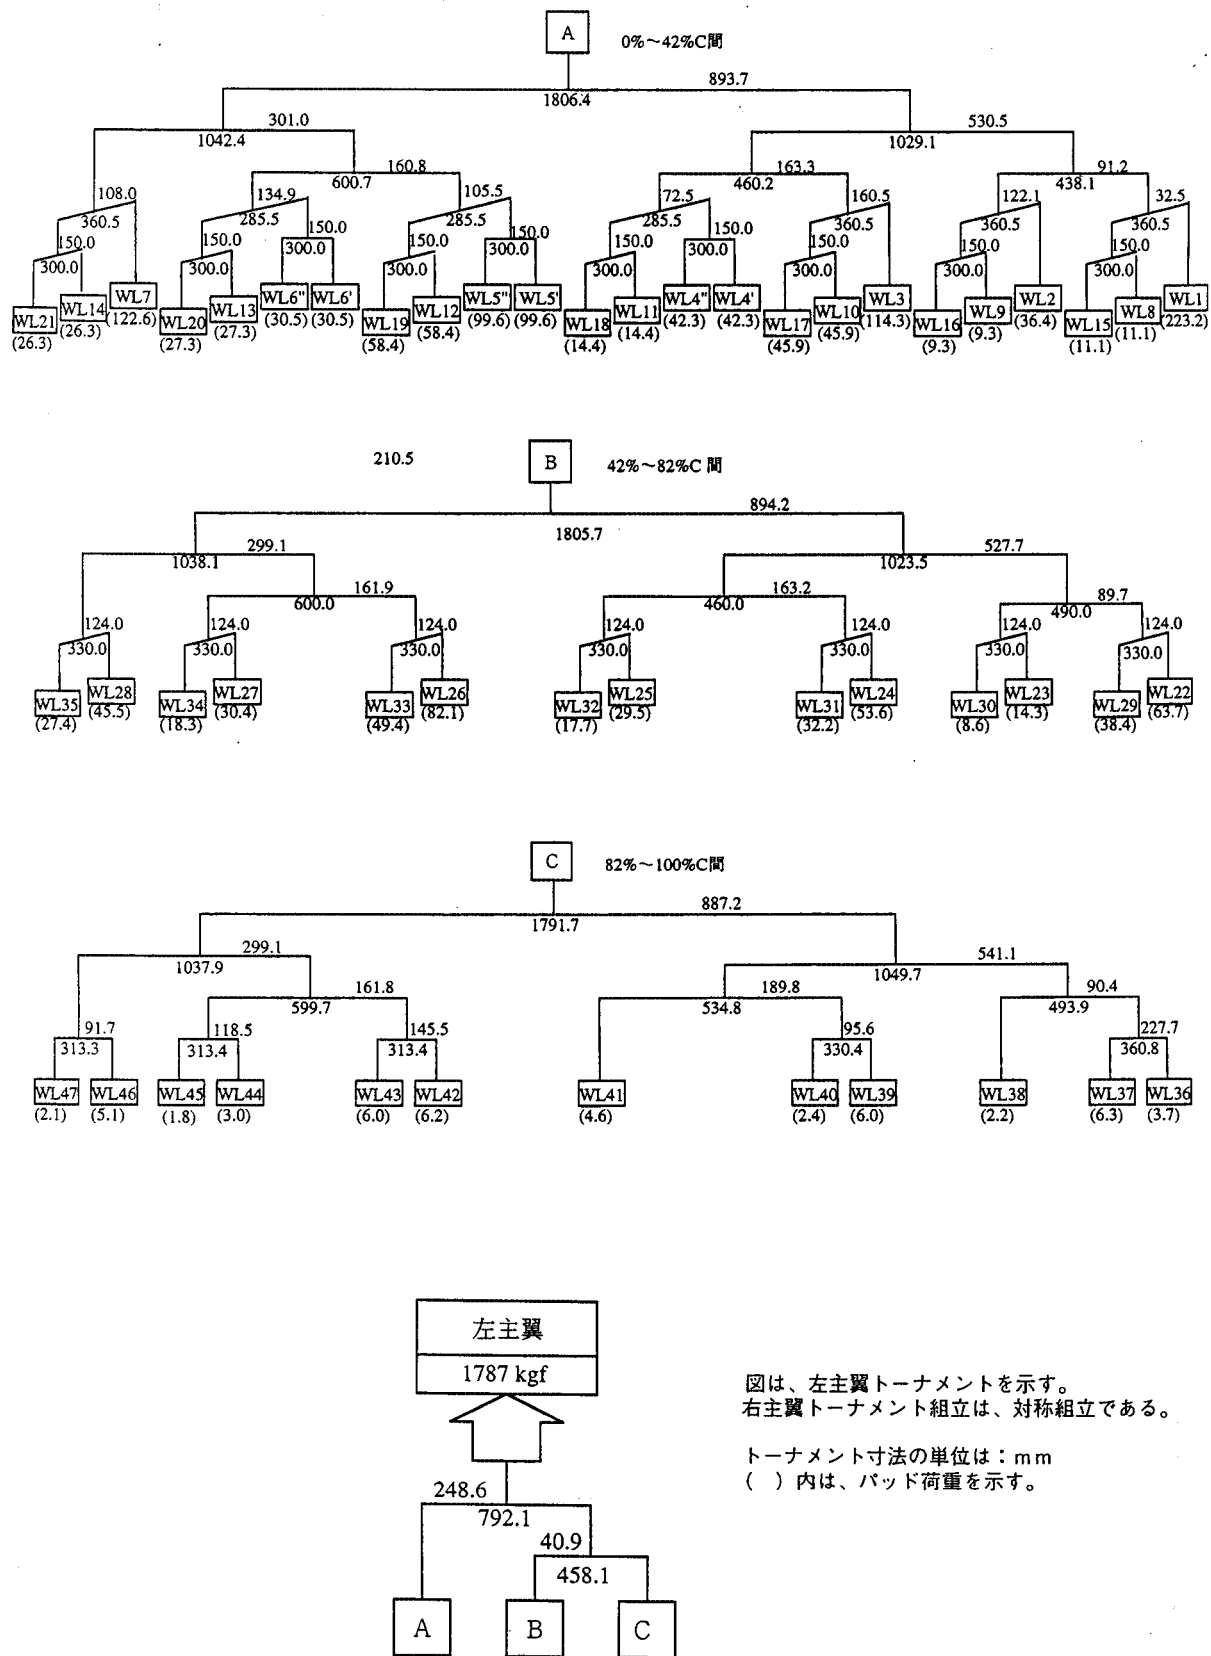 A
0%~42%C間
893.7
1806.4
301.0
530.5
1042.4
1029.1
160.8
163.3
91.2
600.7
460.2
438.1
108.0
134.9
105.5
72.5
160.5
122.1
32.5
360.5
285.5
285.5
285.5
360.5
360.5
360.5
150.0
150.0
150.0
150.0
150.0
150.0
150.0
150.0
150.0
150.0
300.0
300.0
300.0
300.0
300.0
300.0
300.0
300.0
300.0
300.0
WL21
WL14
WL7
WL20
WL13
WL6"
WL6'
WL19
WL12
WL5"
WL5'
WL18
WL11
WL4"
WL4'
WL17
WL10
WL3
WL16
WL9
WL2
WL15
WL8
WL1
(26.3)
(26.3)
(122.6)
(27.3)
(27.3)
(30.5)
(30.5)
(58.4)
(58.4)
(99.6)
(99.6)
(14.4)
(14.4)
(42.3)
(42.3)
(45.9)
(45.9)
(114.3)
(9.3)
(9.3)
(36.4)
(11.1)
(11.1)
(223.2)
210.5
B
42%~82%C 間
894.2
1805.7
299.1
527.7
1038.1
1023.5
161.9
163.2
89.7
600.0
460.0
490.0
124.0
124.0
124.0
124.0
124.0
124.0
124.0
330.0
330.0
330.0
330.0
330.0
330.0
330.0
WL35
WL28
WL34
WL27
WL33
WL26
WL32
WL25
WL31
WL24
WL30
WL23
WL29
WL22
(27.4)
(45.5)
(18.3)
(30.4)
(49.4)
(82.1)
(17.7)
(29.5)
(32.2)
(53.6)
(8.6)
(14.3)
(38.4)
(63.7)
C
82%~100%C間
887.2
1791.7
299.1
541.1
1037.9
1049.7
161.8
189.8
90.4
599.7
534.8
493.9
91.7
118.5
145.5
95.6
227.7
313.3
313.4
313.4
330.4
360.8
WL47
WL46
WL45
WL44
WL43
WL42
WL41
WL40
WL39
WL38
WL37
WL36
(2.1)
(5.1)
(1.8)
(3.0)
(6.0)
(6.2)
(4.6)
(2.4)
(6.0)
(2.2)
(6.3)
(3.7)
左主翼
1787 kgf
図は、左主翼トーナメントを示す。
右主翼トーナメント組立は、対称組立である。
トーナメント寸法の単位は：mm
（　）内は、パッド荷重を示す。
248.6
792.1
40.9
458.1
A
B
C